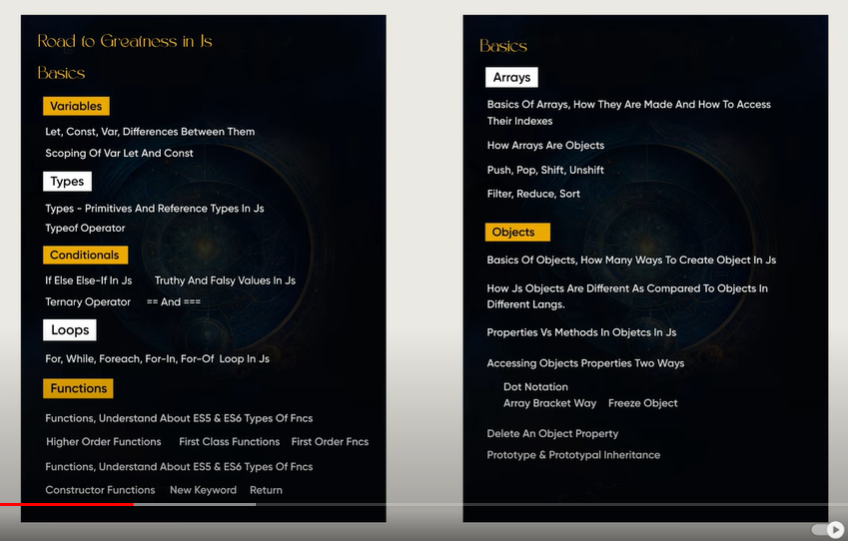 Road to Greatness in Js
Basics
Variables
Let, Const, Var, Differences Between Them
Scoping Of Var Let And Const
Types
Types - Primitives And Reference Types In Js
Typeof Operator
Conditionals
If Else Else-If In Js Truthy And Falsy Values In Js
Ternary Operator == And ===
Loops
For, While, Foreach, For-In, For-Of Loop In Js
Functions
Functions, Understand About ES5 & ES6 Types Of Fncs
Higher Order Functions First Class Functions First Order Fncs
Functions, Understand About ES5 & ES6 Types Of Fncs
Constructor Functions New Keyword Return
Basics
Arrays
Basics Of Arrays, How They Are Made And How To Access
Their Indexes
How Arrays Are Objects
Push, Pop, Shift, Unshift
Filter, Reduce, Sort
Objects
Basics Of Objects, How Many Ways To Create Object In Js
How Js Objects Are Different As Compared To Objects In
Different Langs.
Properties Vs Methods In Objetcs In Js
Accessing Objects Properties Two Ways
Dot Notation
Array Bracket Way Freeze Object
Delete An Object Property
Prototype & Prototypal Inheritance